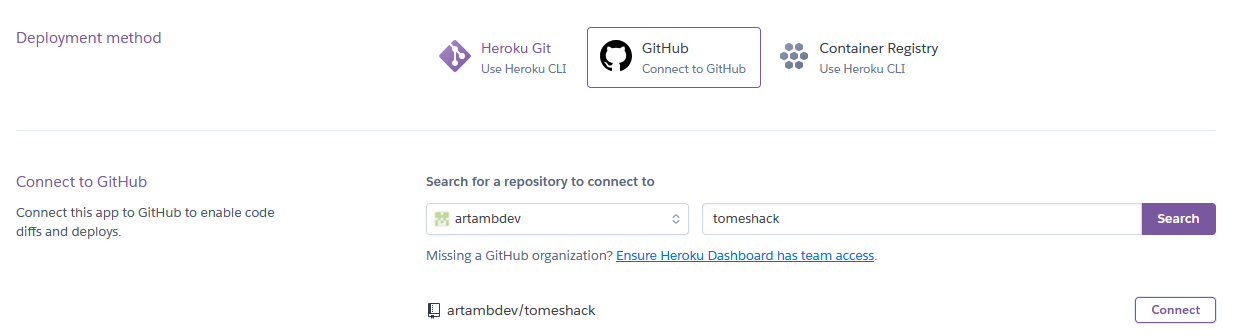 Deployment method
Heroku Git
Use Heroku CLI
GitHub
Connect to GitHub
Container Registry
Use Heroku CLI
Connect to GitHub
Connect this app to GitHub to enable code
diffs and deploys.
Search for a repository to connect to
artambdev
tomeshack
Search
Missing a GitHub organization? Ensure Heroku Dashboard has team access.
artambdev/tomeshack
Connect